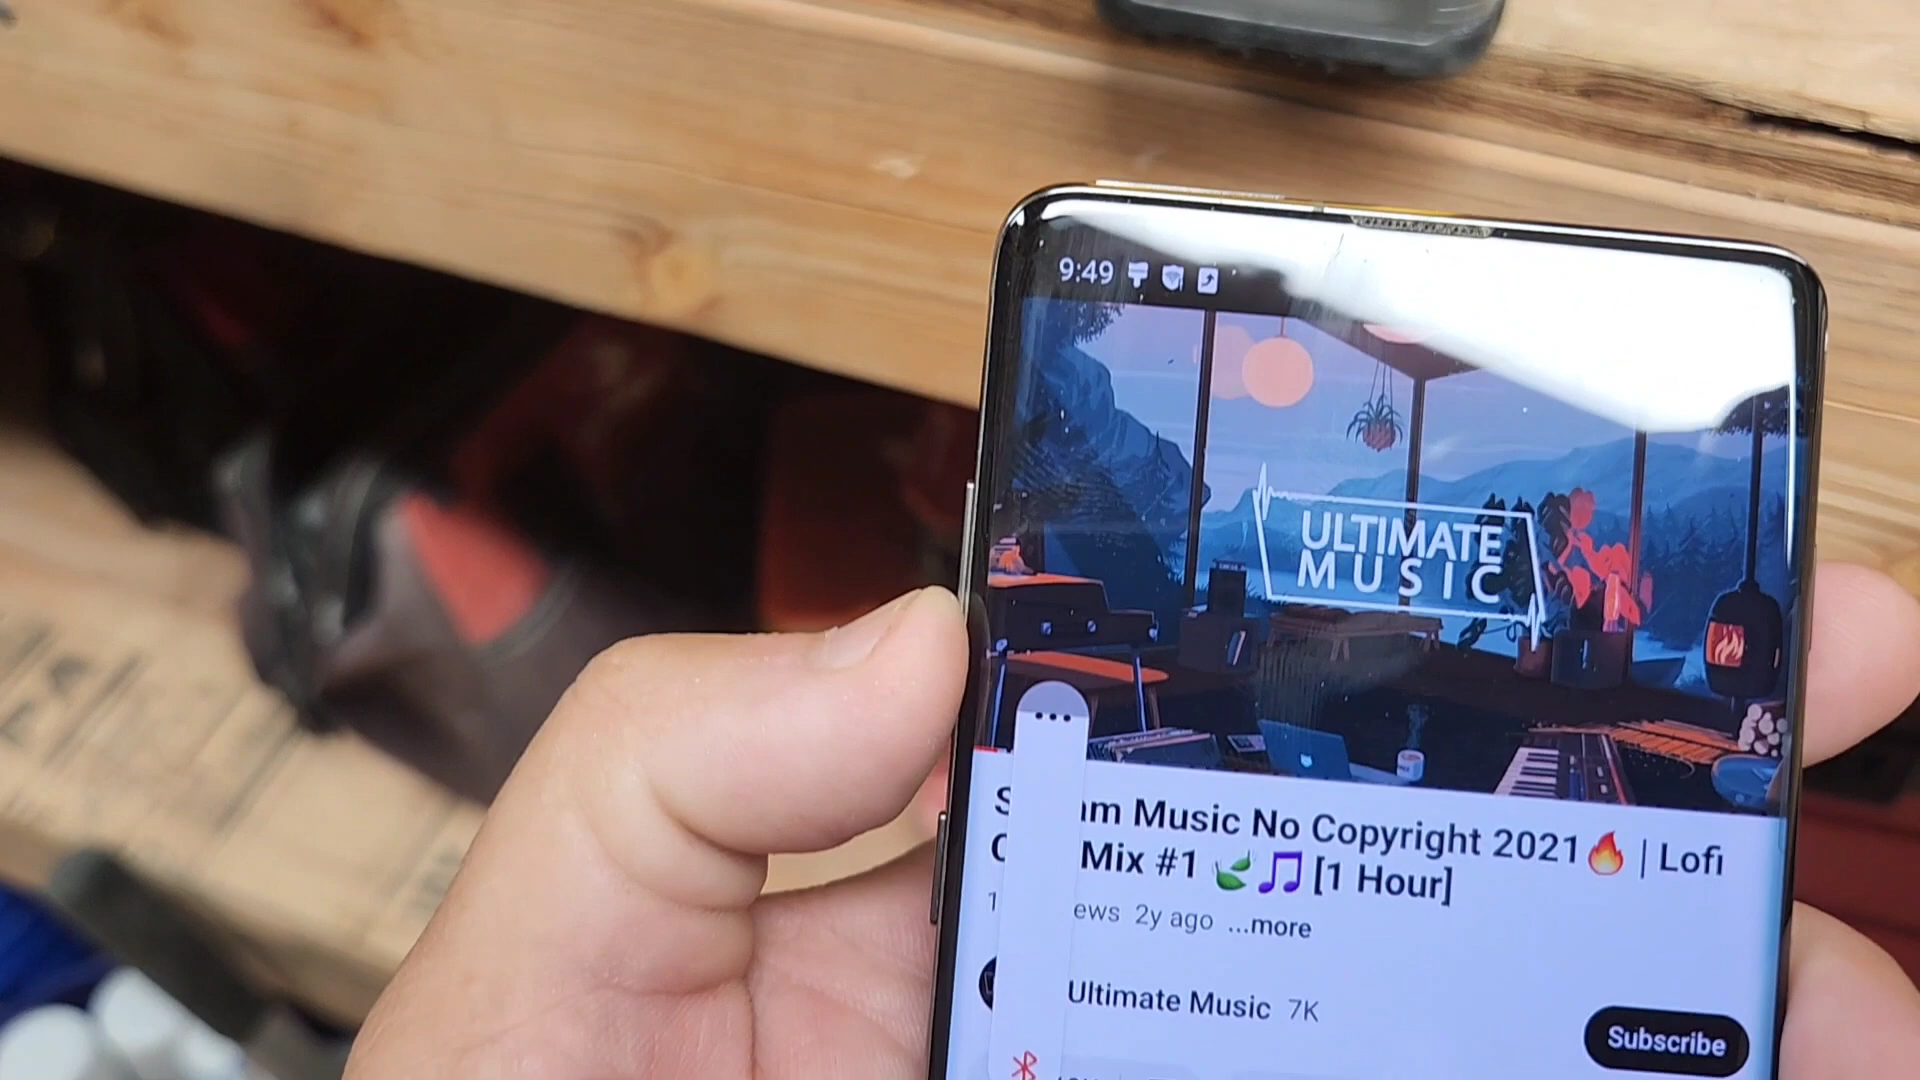 9:49
ULTIMATE
MUSIC
am Music No Copyright 2021🔥 | Lofi
Mix #1 🍃🎵 [1 Hour]
ews 2y ago ...more
Ultimate Music 7K
Subscribe